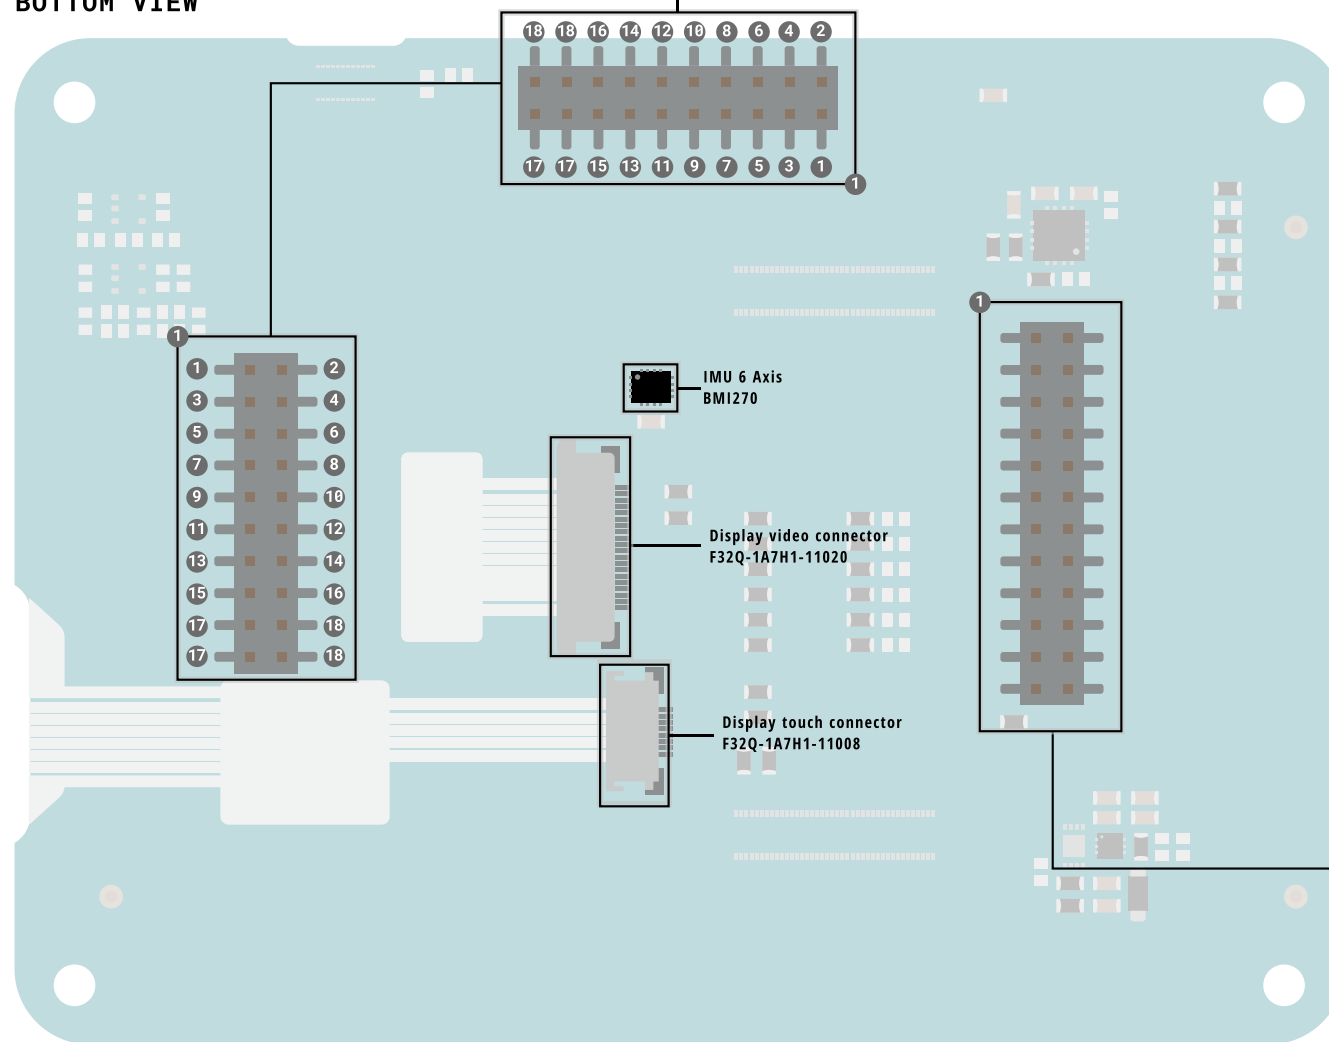 BOTTOM VIEW
18 18 16 14 12 10 8 6 4 2
17 17 15 13 11 9 7 5 3 1
1
1
1
1 2
3 4
5 6
7 8
9 10
11 12
13 14
15 16
17 18
17 18
IMU 6 Axis
BMI270
Display video connector
F32Q-1A7H1-11020
Display touch connector
F32Q-1A7H1-11008